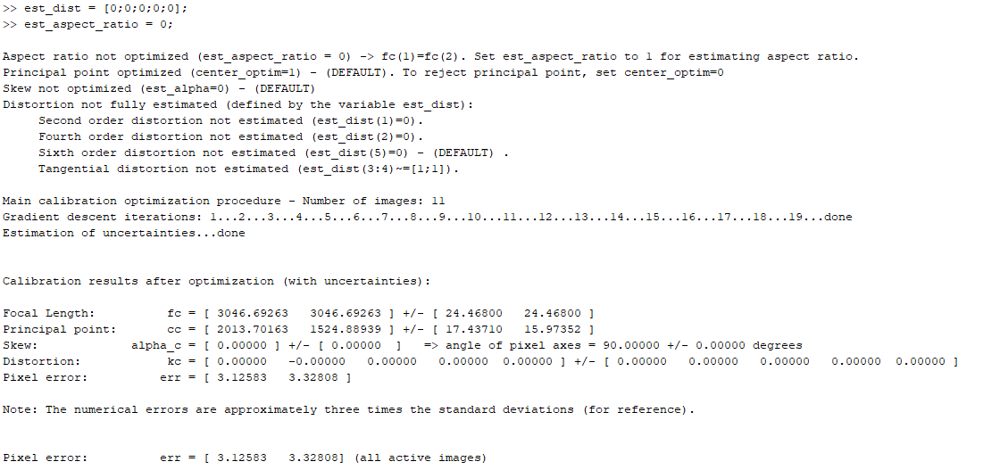 >> est_dist = [0;0;0;0;0];
>> est_aspect_ratio = 0;
Aspect ratio not optimized (est_aspect_ratio = 0) -> fc(1)=fc(2). Set est_aspect_ratio to 1 for estimating aspect ratio.
Principal point optimized (center_optim=1) - (DEFAULT). To reject principal point, set center_optim=0
Skew not optimized (est_alpha=0) - (DEFAULT)
Distortion not fully estimated (defined by the variable est_dist):
Second order distortion not estimated (est_dist(1)=0).
Fourth order distortion not estimated (est_dist(2)=0).
Sixth order distortion not estimated (est_dist(5)=0) - (DEFAULT) .
Tangential distortion not estimated (est_dist(3:4)~=[1;1]).
Main calibration optimization procedure - Number of images: 11
Gradient descent iterations: 1...2...3...4...5...6...7...8...9...10...11...12...13...14...15...16...17...18...19...done
Estimation of uncertainties...done
Calibration results after optimization (with uncertainties):
Focal Length: fc = [ 3046.69263 3046.69263 ] +/- [ 24.46800 24.46800 ]
Principal point: cc = [ 2013.70163 1524.88939 ] +/- [ 17.43710 15.97352 ]
Skew: alpha_c = [ 0.00000 ] +/- [ 0.00000 ] => angle of pixel axes = 90.00000 +/- 0.00000 degrees
Distortion: kc = [ 0.00000 -0.00000 0.00000 0.00000 0.00000 ] +/- [ 0.00000 0.00000 0.00000 0.00000 0.00000 ]
Pixel error: err = [ 3.12583 3.32808 ]
Note: The numerical errors are approximately three times the standard deviations (for reference).
Pixel error: err = [ 3.12583 3.32808] (all active images)